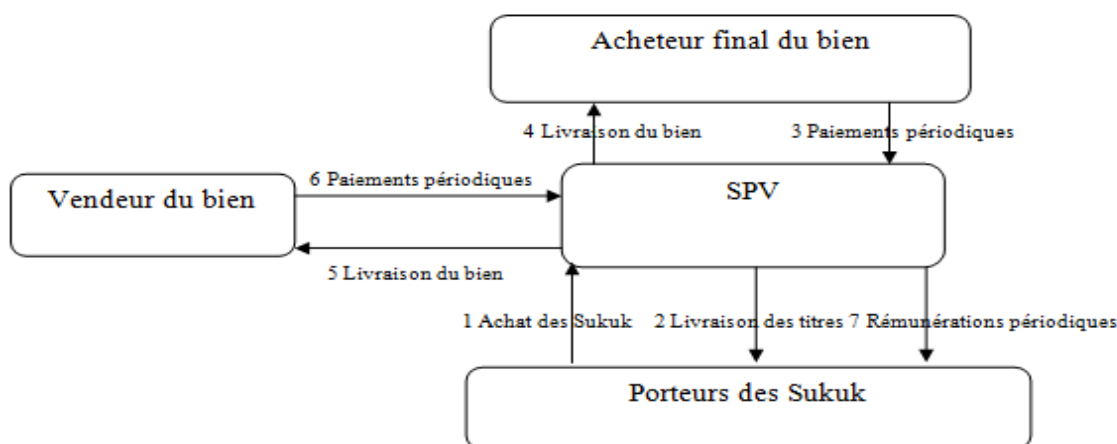 Acheteur final du bien
4 Livraison du bien
3 Paiements périodiques
Vendeur du bien
6 Paiements périodiques
SPV
5 Livraison du bien
1 Achat des Sukuk
2 Livraison des titres
7 Rémunérations périodiques
Porteurs des Sukuk